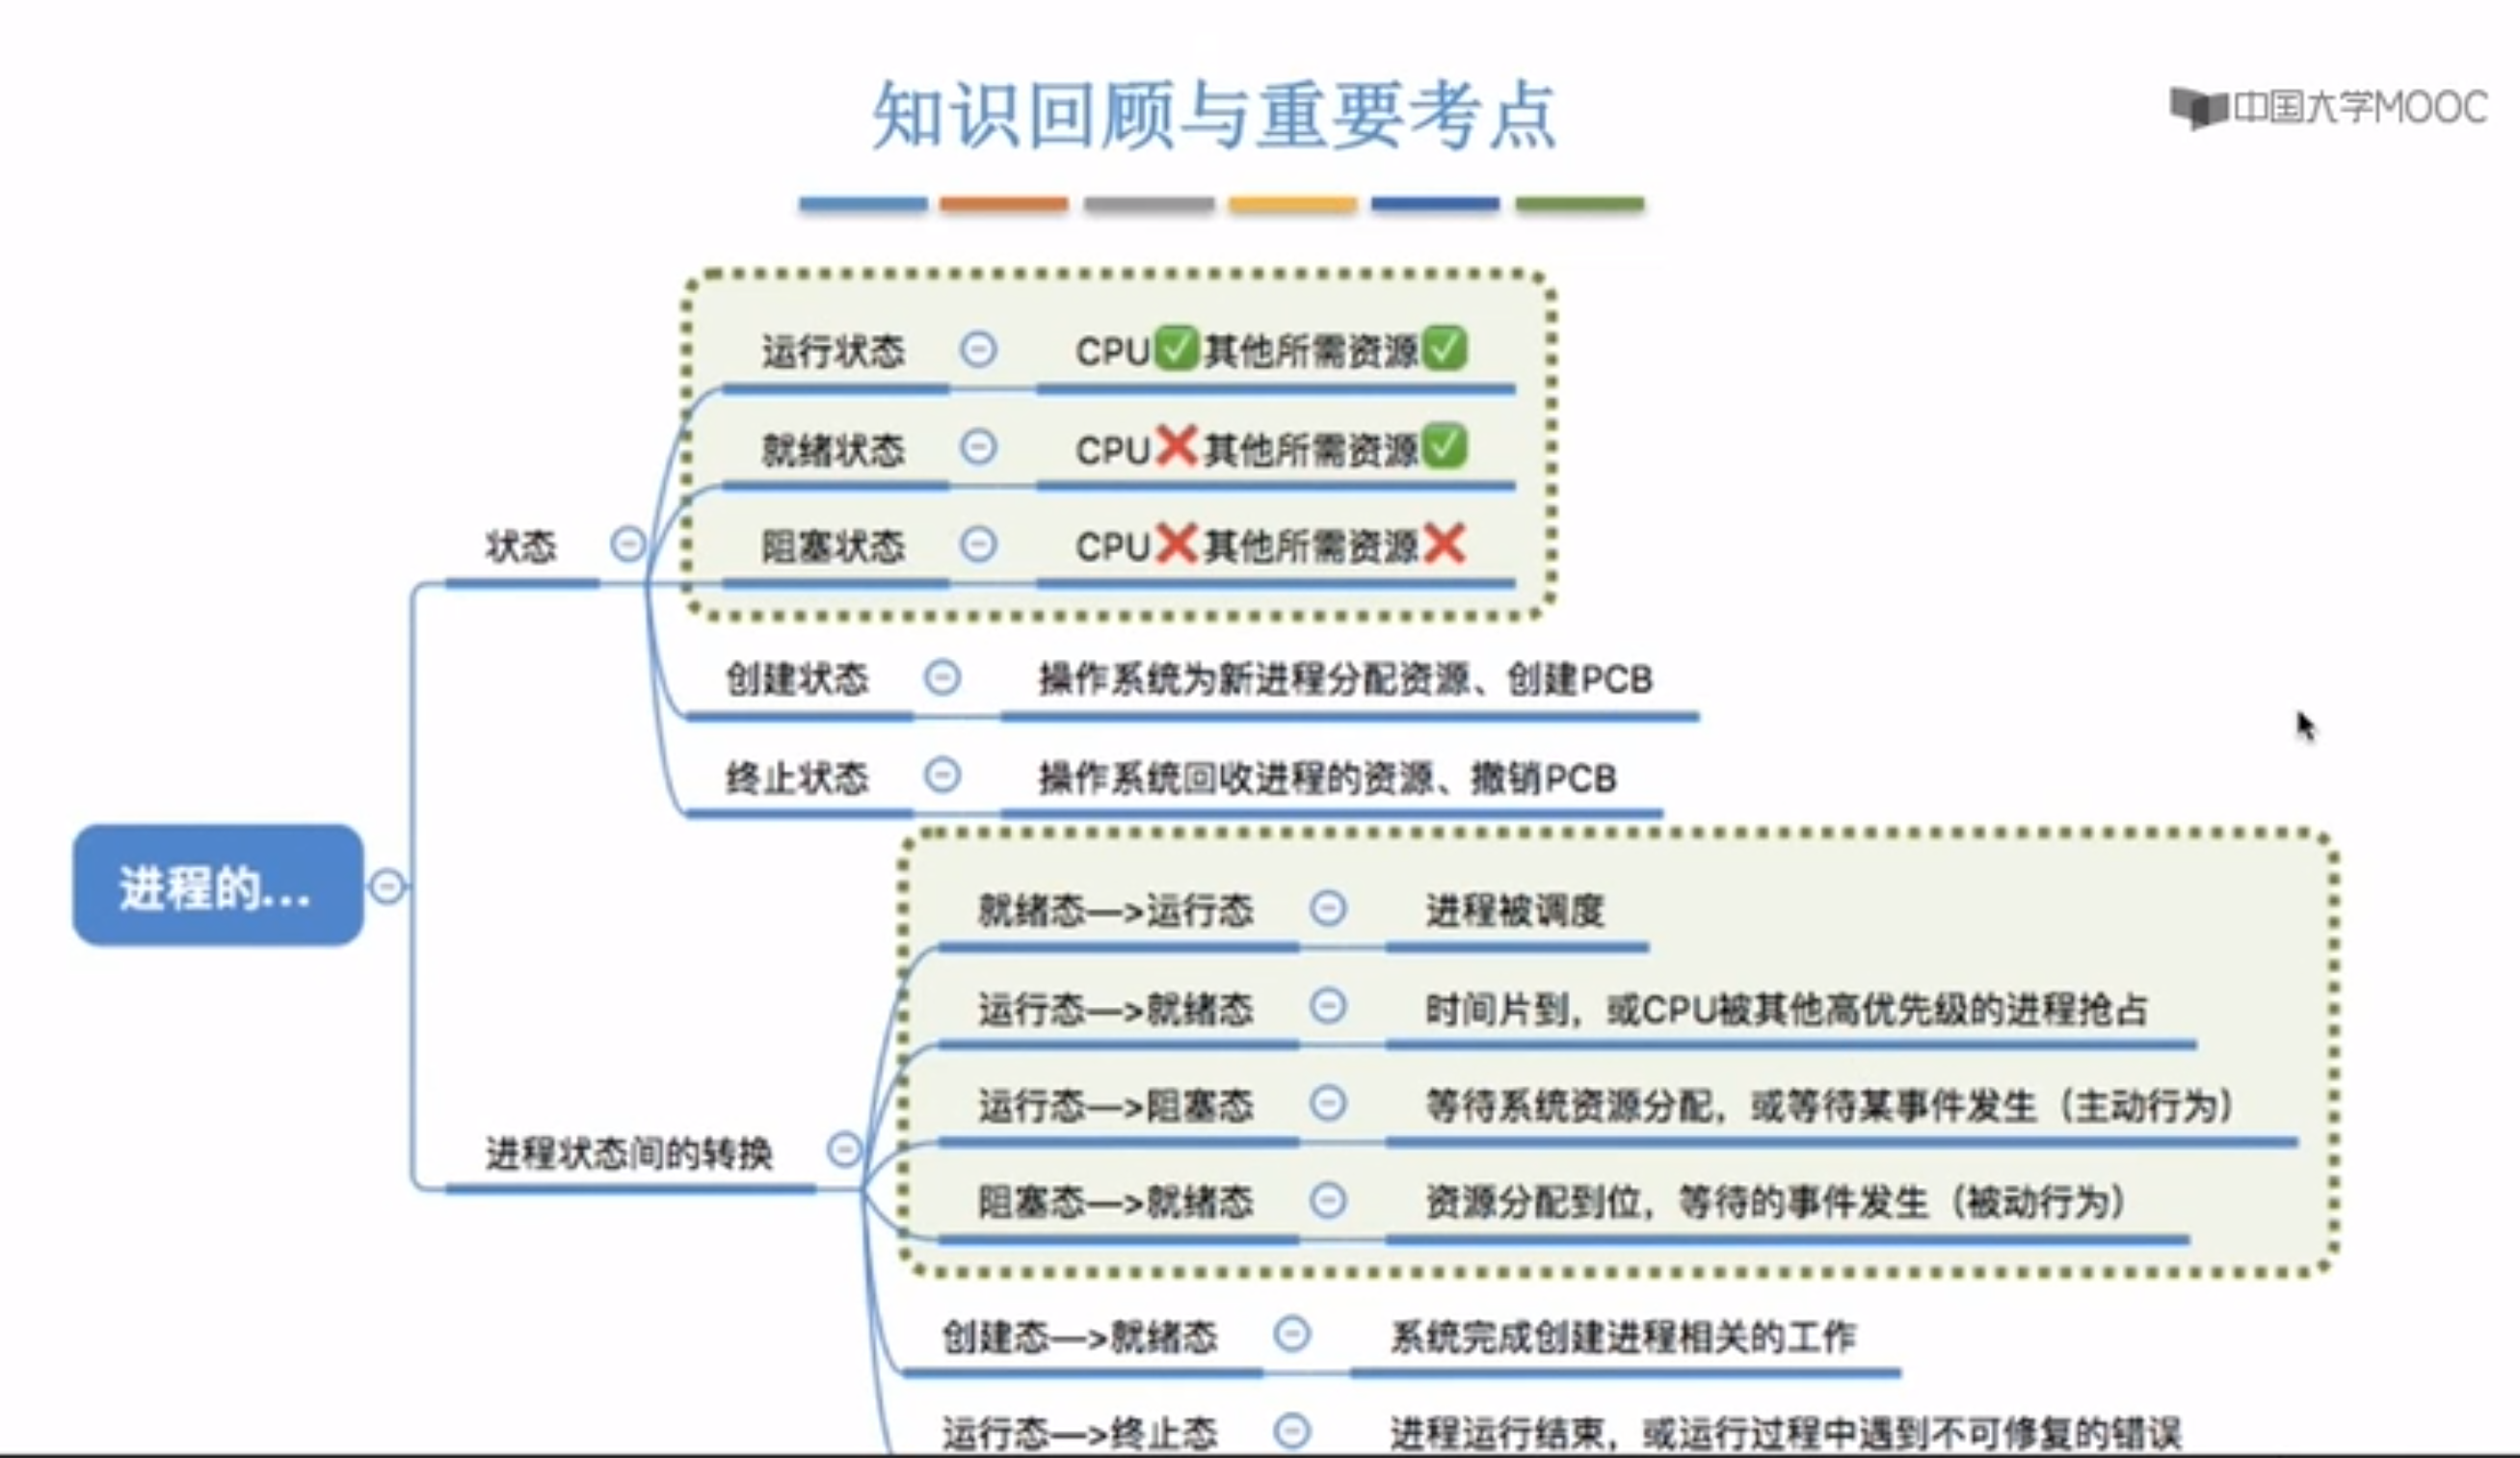 知识回顾与重要考点
中国大学MOOC
运行状态 CPU✅其他所需资源✅
就绪状态 CPU❌其他所需资源✅
状态
阻塞状态 CPU❌其他所需资源❌
创建状态 操作系统为新进程分配资源、创建PCB
终止状态 操作系统回收进程的资源、撤销PCB
进程的...
就绪态—>运行态 进程被调度
运行态—>就绪态 时间片到，或CPU被其他高优先级的进程抢占
运行态—>阻塞态 等待系统资源分配，或等待某事件发生（主动行为）
进程状态间的转换
阻塞态—>就绪态 资源分配到位，等待的事件发生（被动行为）
创建态—>就绪态 系统完成创建进程相关的工作
运行态—>终止态 进程运行结束，或运行过程中遇到不可修复的错误